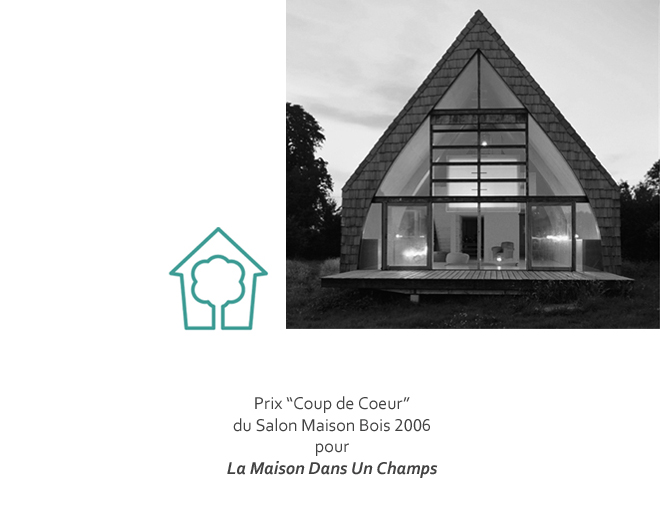 Prix “Coup de Coeur”
du Salon Maison Bois 2006
pour
La Maison Dans Un Champs